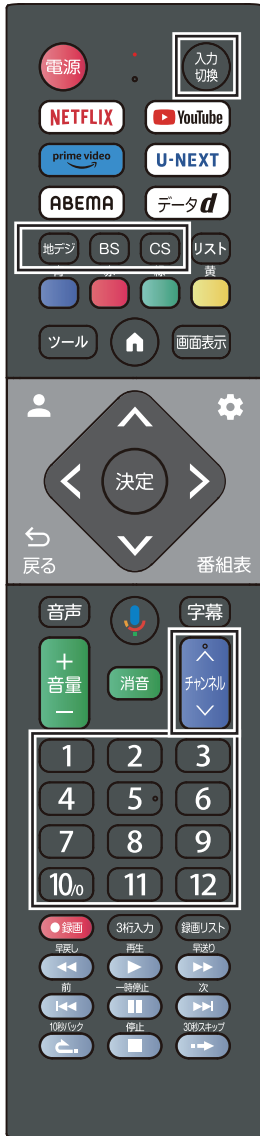 電源
入力
切換
NETFLIX
YouTube
prime video
U-NEXT
ABEMA
データd
地デジ BS CS リスト
青 赤 緑 黄
ツール
画面表示
決定
戻る
番組表
音声
字幕
+
音量
−
消音
チャンネル
1 2 3
4 5 6
7 8 9
10/0 11 12
●録画 3桁入力 録画リスト
早戻し 再生 早送り
前 一時停止 次
10秒バック 停止 30秒スキップ